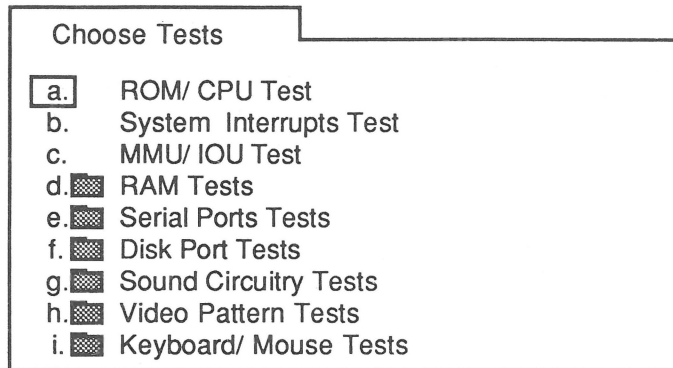 Choose Tests
a. ROM/ CPU Test
b. System Interrupts Test
c. MMU/ IOU Test
d. RAM Tests
e. Serial Ports Tests
f. Disk Port Tests
g. Sound Circuitry Tests
h. Video Pattern Tests
i. Keyboard/ Mouse Tests